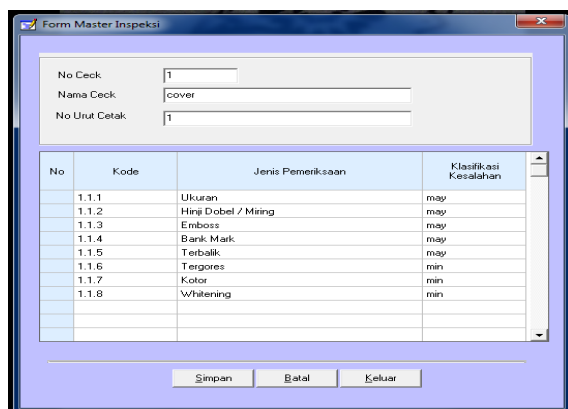 Form Master Inspeksi
No Ceck 1
Nama Ceck cover
No Urut Cetak 1
No Kode Jenis Pemeriksaan Klasifikasi Kesalahan
1.1.1 Ukuran may
1.1.2 Hinji Dobel / Miring may
1.1.3 Emboss may
1.1.4 Bank Mark may
1.1.5 Terbalik may
1.1.6 Tergores min
1.1.7 Kotor min
1.1.8 Whitening min
Simpan Batal Keluar